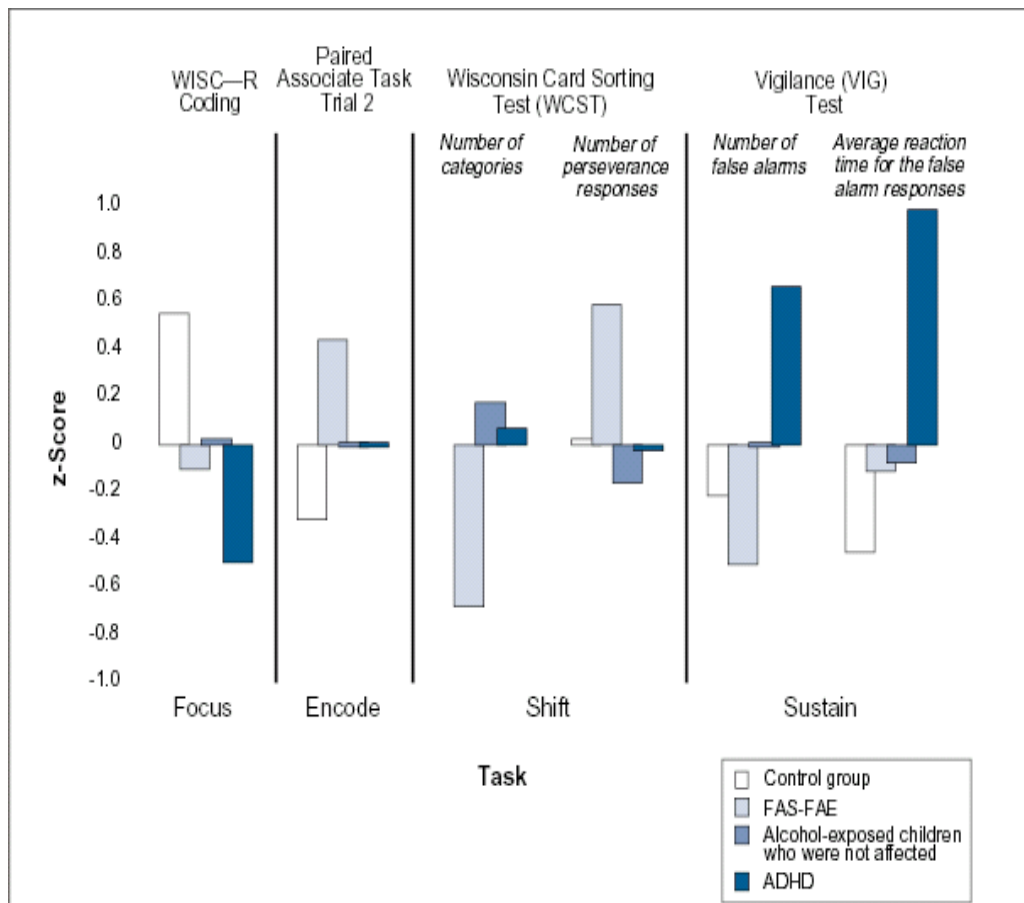 WISC—R
Coding
Paired
Associate Task
Trial 2
Wisconsin Card Sorting
Test (WCST)
Vigilance (VIG)
Test
Number of
categories
Number of
perseverance
responses
Number of
false alarms
Average reaction
time for the false
alarm responses
z-Score
1.0
0.8
0.6
0.4
0.2
0
-0.2
-0.4
-0.6
-0.8
-1.0
Focus
Encode
Shift
Sustain
Task
Control group
FAS-FAE
Alcohol-exposed children
who were not affected
ADHD